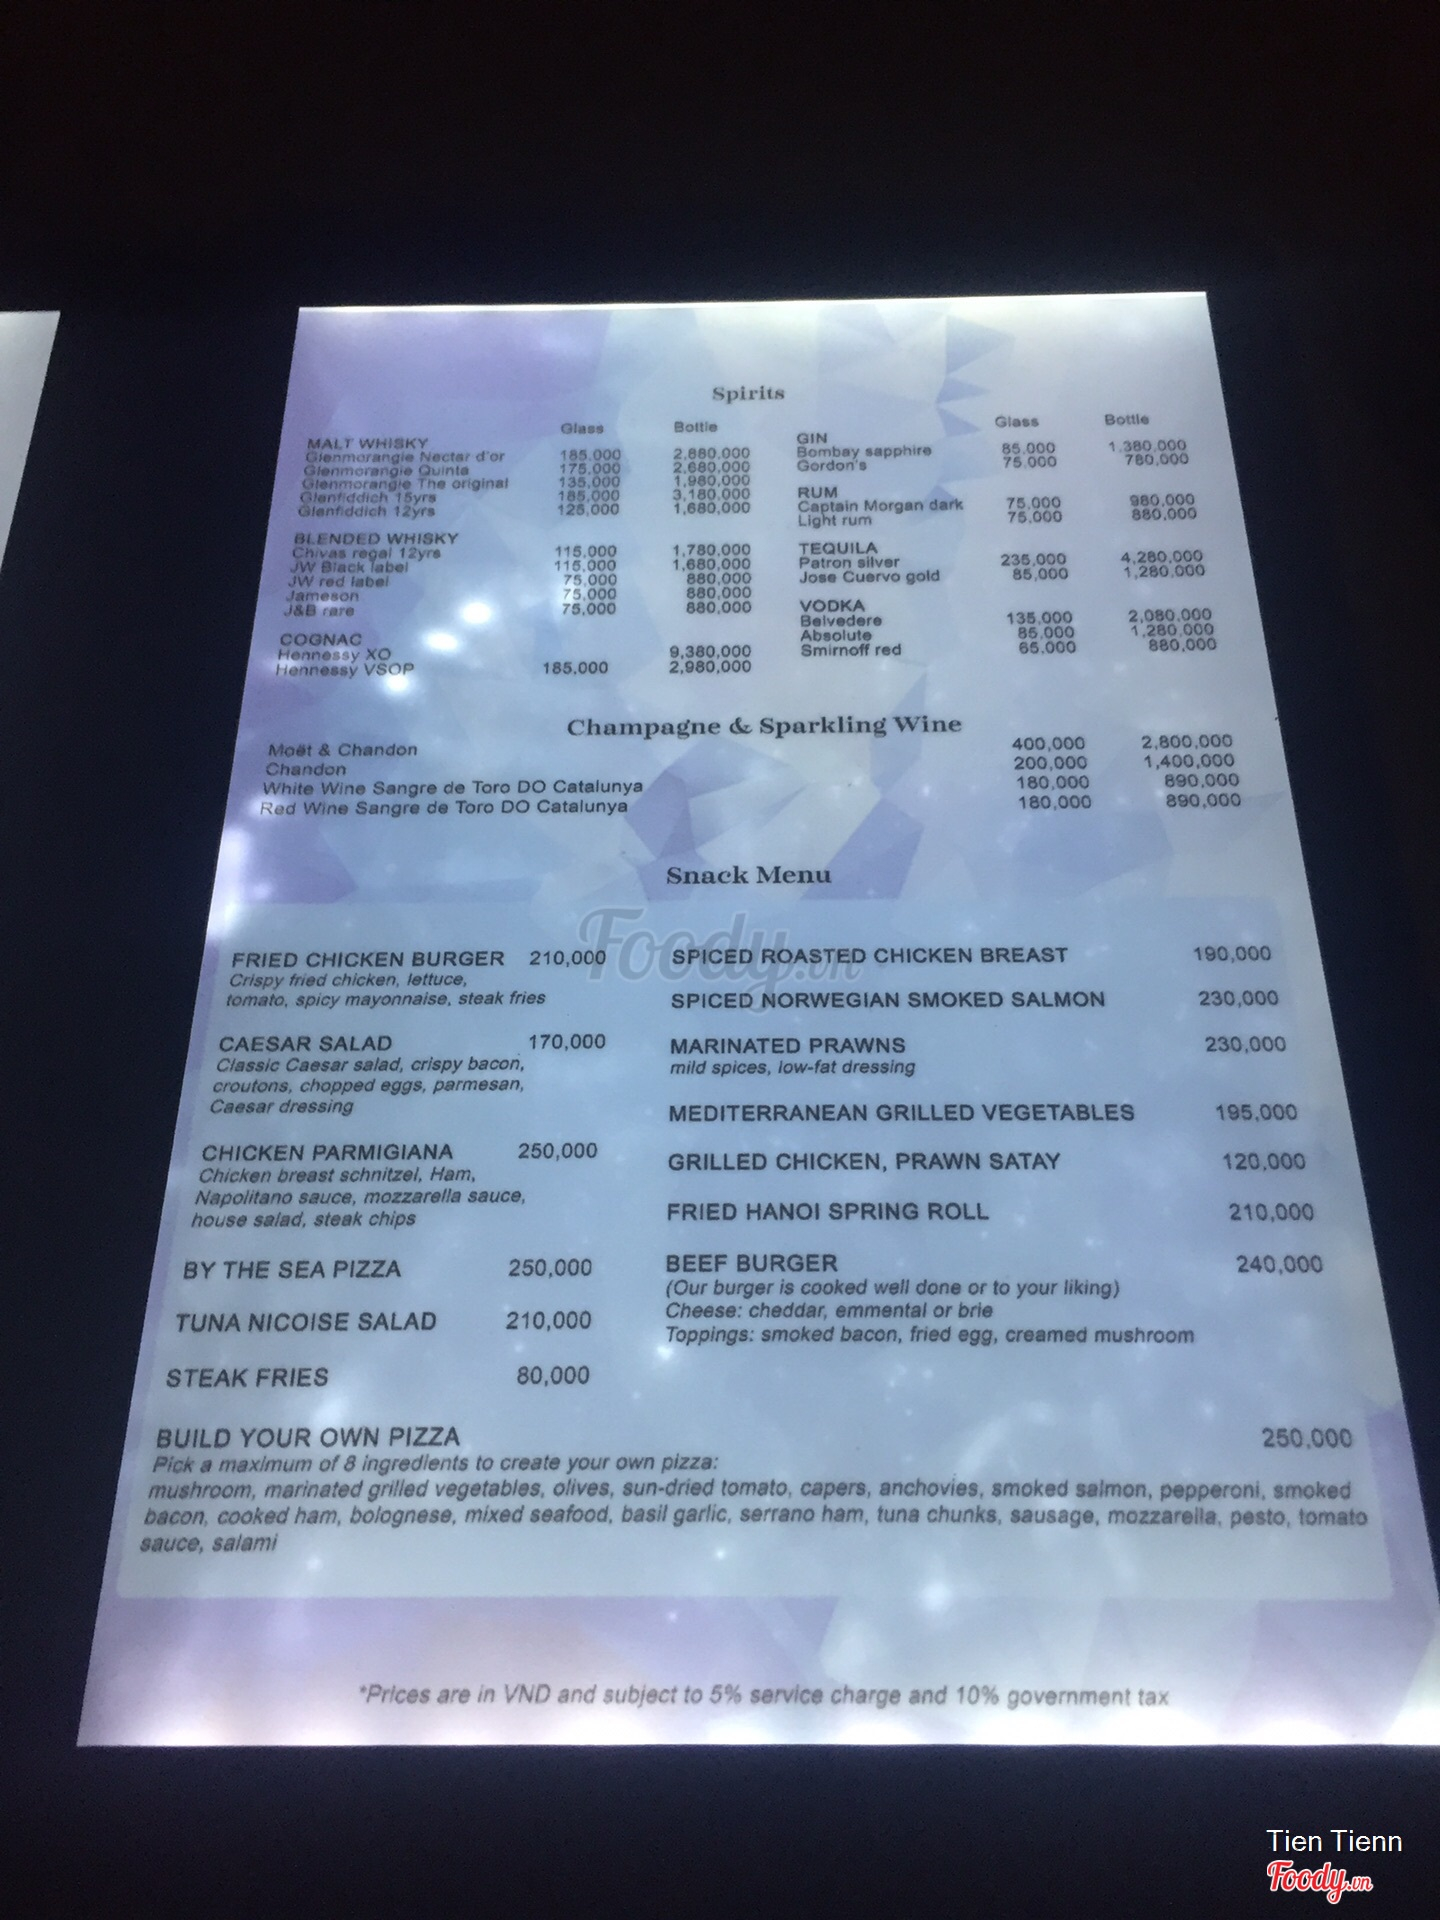 Spirits
Glass Bottle
MALT WHISKY
Glenmorangie Nectar d'or 185,000 2,880,000
Glenmorangie Quinta 175,000 2,680,000
Glenmorangie The original 135,000 1,980,000
Glenfiddich 15yrs 185,000 3,180,000
Glenfiddich 12yrs 125,000 1,680,000
BLENDED WHISKY
Chivas regal 12yrs 115,000 1,780,000
JW Black label 115,000 1,680,000
JW red label 75,000 880,000
Jameson 75,000 880,000
J&B rare 75,000 880,000
COGNAC
Hennessy XO 9,380,000
Hennessy VSOP 185,000 2,980,000
Glass Bottle
GIN
Bombay sapphire 85,000 1,380,000
Gordon's 75,000 780,000
RUM
Captain Morgan dark 75,000 980,000
Light rum 75,000 880,000
TEQUILA
Patron silver 235,000 4,280,000
Jose Cuervo gold 85,000 1,280,000
VODKA
Belvedere 135,000 2,080,000
Absolute 85,000 1,280,000
Smirnoff red 65,000 880,000
Champagne & Sparkling Wine
Moët & Chandon 400,000 2,800,000
Chandon 200,000 1,400,000
White Wine Sangre de Toro DO Catalunya 180,000 890,000
Red Wine Sangre de Toro DO Catalunya 180,000 890,000
Snack Menu
Foody.vn
FRIED CHICKEN BURGER 210,000
Crispy fried chicken, lettuce,
tomato, spicy mayonnaise, steak fries
CAESAR SALAD 170,000
Classic Caesar salad, crispy bacon,
croutons, chopped eggs, parmesan,
Caesar dressing
CHICKEN PARMIGIANA 250,000
Chicken breast schnitzel, Ham,
Napolitano sauce, mozzarella sauce,
house salad, steak chips
BY THE SEA PIZZA 250,000
TUNA NICOISE SALAD 210,000
STEAK FRIES 80,000
SPICED ROASTED CHICKEN BREAST 190,000
SPICED NORWEGIAN SMOKED SALMON 230,000
MARINATED PRAWNS 230,000
mild spices, low-fat dressing
MEDITERRANEAN GRILLED VEGETABLES 195,000
GRILLED CHICKEN, PRAWN SATAY 120,000
FRIED HANOI SPRING ROLL 210,000
BEEF BURGER 240,000
(Our burger is cooked well done or to your liking)
Cheese: cheddar, emmental or brie
Toppings: smoked bacon, fried egg, creamed mushroom
BUILD YOUR OWN PIZZA 250,000
Pick a maximum of 8 ingredients to create your own pizza:
mushroom, marinated grilled vegetables, olives, sun-dried tomato, capers, anchovies, smoked salmon, pepperoni, smoked
bacon, cooked ham, bolognese, mixed seafood, basil garlic, serrano ham, tuna chunks, sausage, mozzarella, pesto, tomato
sauce, salami
*Prices are in VND and subject to 5% service charge and 10% government tax
Tien Tienn
Foody.vn